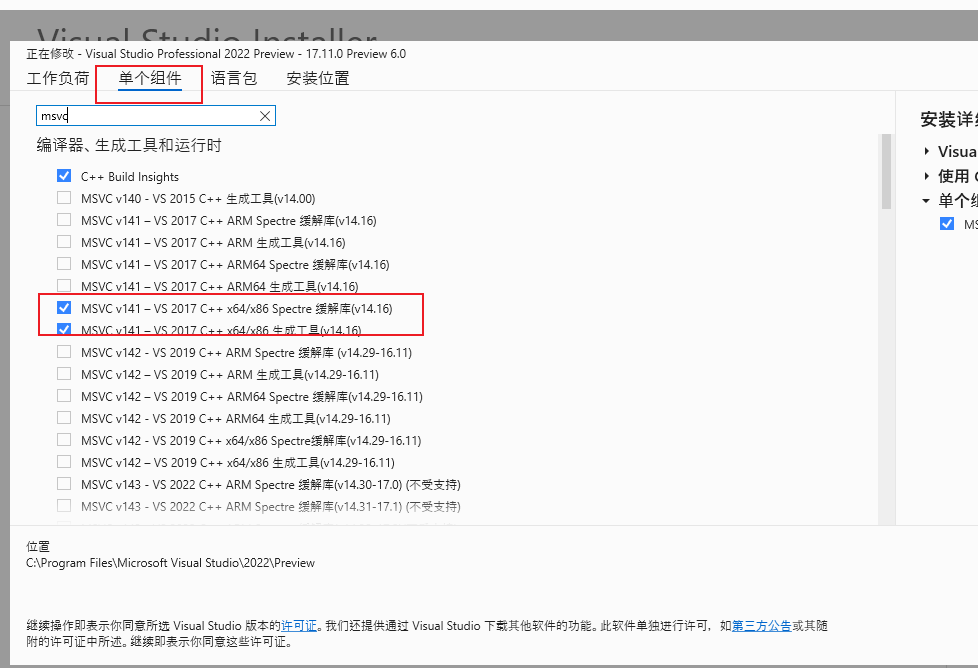 Visual Studio Installer
正在修改 - Visual Studio Professional 2022 Preview - 17.11.0 Preview 6.0
工作负荷 单个组件 语言包 安装位置
msvc
编译器、生成工具和运行时
C++ Build Insights
MSVC v140 - VS 2015 C++ 生成工具(v14.00)
MSVC v141 – VS 2017 C++ ARM Spectre 缓解库(v14.16)
MSVC v141 – VS 2017 C++ ARM 生成工具(v14.16)
MSVC v141 – VS 2017 C++ ARM64 Spectre 缓解库(v14.16)
MSVC v141 – VS 2017 C++ ARM64 生成工具(v14.16)
MSVC v141 – VS 2017 C++ x64/x86 Spectre 缓解库(v14.16)
MSVC v141 – VS 2017 C++ x64/x86 生成工具(v14.16)
MSVC v142 - VS 2019 C++ ARM Spectre 缓解库 (v14.29-16.11)
MSVC v142 – VS 2019 C++ ARM 生成工具(v14.29-16.11)
MSVC v142 – VS 2019 C++ ARM64 Spectre 缓解库(v14.29-16.11)
MSVC v142 - VS 2019 C++ ARM64 生成工具(v14.29-16.11)
MSVC v142 - VS 2019 C++ x64/x86 Spectre缓解库(v14.29-16.11)
MSVC v142 – VS 2019 C++ x64/x86 生成工具(v14.29-16.11)
MSVC v143 - VS 2022 C++ ARM Spectre 缓解库(v14.30-17.0) (不受支持)
MSVC v143 - VS 2022 C++ ARM Spectre 缓解库(v14.31-17.1) (不受支持)
安装详
Visua
使用
单个
MS
位置
C:\Program Files\Microsoft Visual Studio\2022\Preview
继续操作即表示你同意所选 Visual Studio 版本的许可证。我们还提供通过 Visual Studio 下载其他软件的功能。此软件单独进行许可，如第三方公告或其随
附的许可证中所述。继续即表示你同意这些许可证。